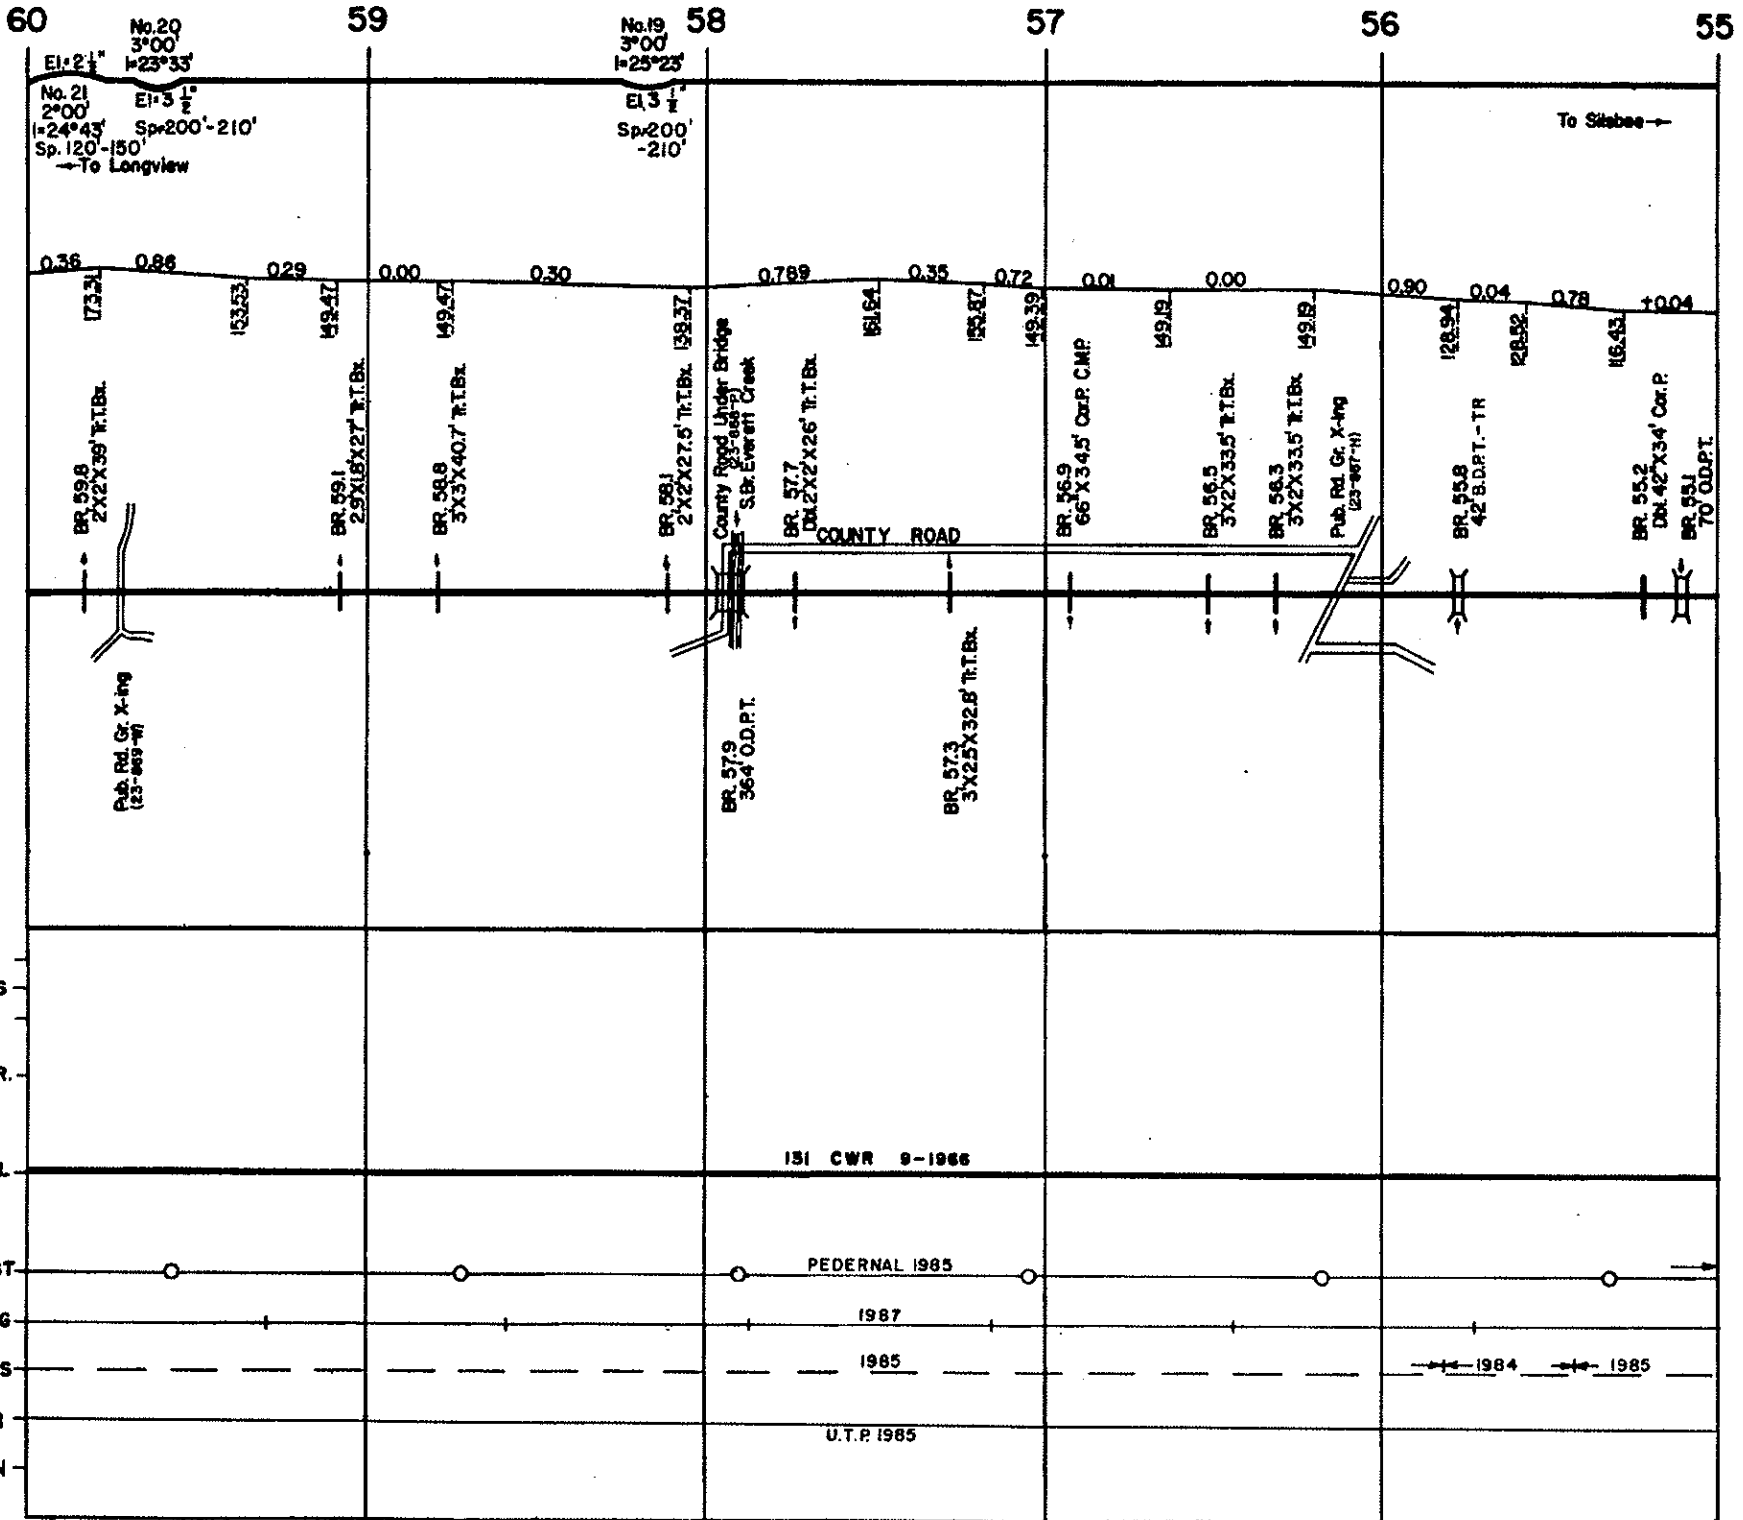 60
59
58
57
56
55
No.20
3°00'
I=23°33'
No.19
3°00'
I=25°23'
El.=2½"
No. 21
2°00'
I=24°43'
Sp. 120'-150'
El=3½"
Sp=200'-210'
El.3½"
Sp=200'
-210'
←To Longview
To Silsbee→
0.36
0.86
0.29
0.00
0.30
0.789
0.35
0.72
0.01
0.00
0.90
0.04
0.78
+0.04
173.31
153.53
149.47
149.47
138.37
161.64
155.87
149.39
149.19
149.19
128.94
128.52
116.43
BR. 59.8
2'X2'X39' Tr.T.Bx.
BR. 59.1
2.9'X1.8'X27' Tr.T.Bx.
BR. 58.8
3'X3'X40.7' Tr.T.Bx.
BR. 58.1
2'X2'X27.5' Tr.T.Bx.
County Road Under Bridge
(23-868-P)
S.Br. Everett Creek
BR. 57.7
Dbl.2'X2'X26' Tr.T.Bx.
BR. 56.9
66"X34.5' Cor.P. C.M.P.
BR. 56.5
3'X2'X33.5' Tr.T.Bx.
BR. 56.3
3'X2'X33.5' Tr.T.Bx.
Pub. Rd. Gr. X-ing
(23-867-H)
BR. 55.8
42' B.D.P.T.-TR
BR. 55.2
Dbl. 42"X34' Cor. P.
BR. 55.1
70' O.D.P.T.
COUNTY ROAD
Pub. Rd. Gr. X-ing
(23-869-W)
BR. 57.9
364' O.D.P.T.
BR. 57.3
3'X2.5'X32.8' Tr.T.Bx.
S
R.
L
131 CWR 9-1966
ST
PEDERNAL 1985
G
1987
S
1985
1984
1985
U.T.P. 1985